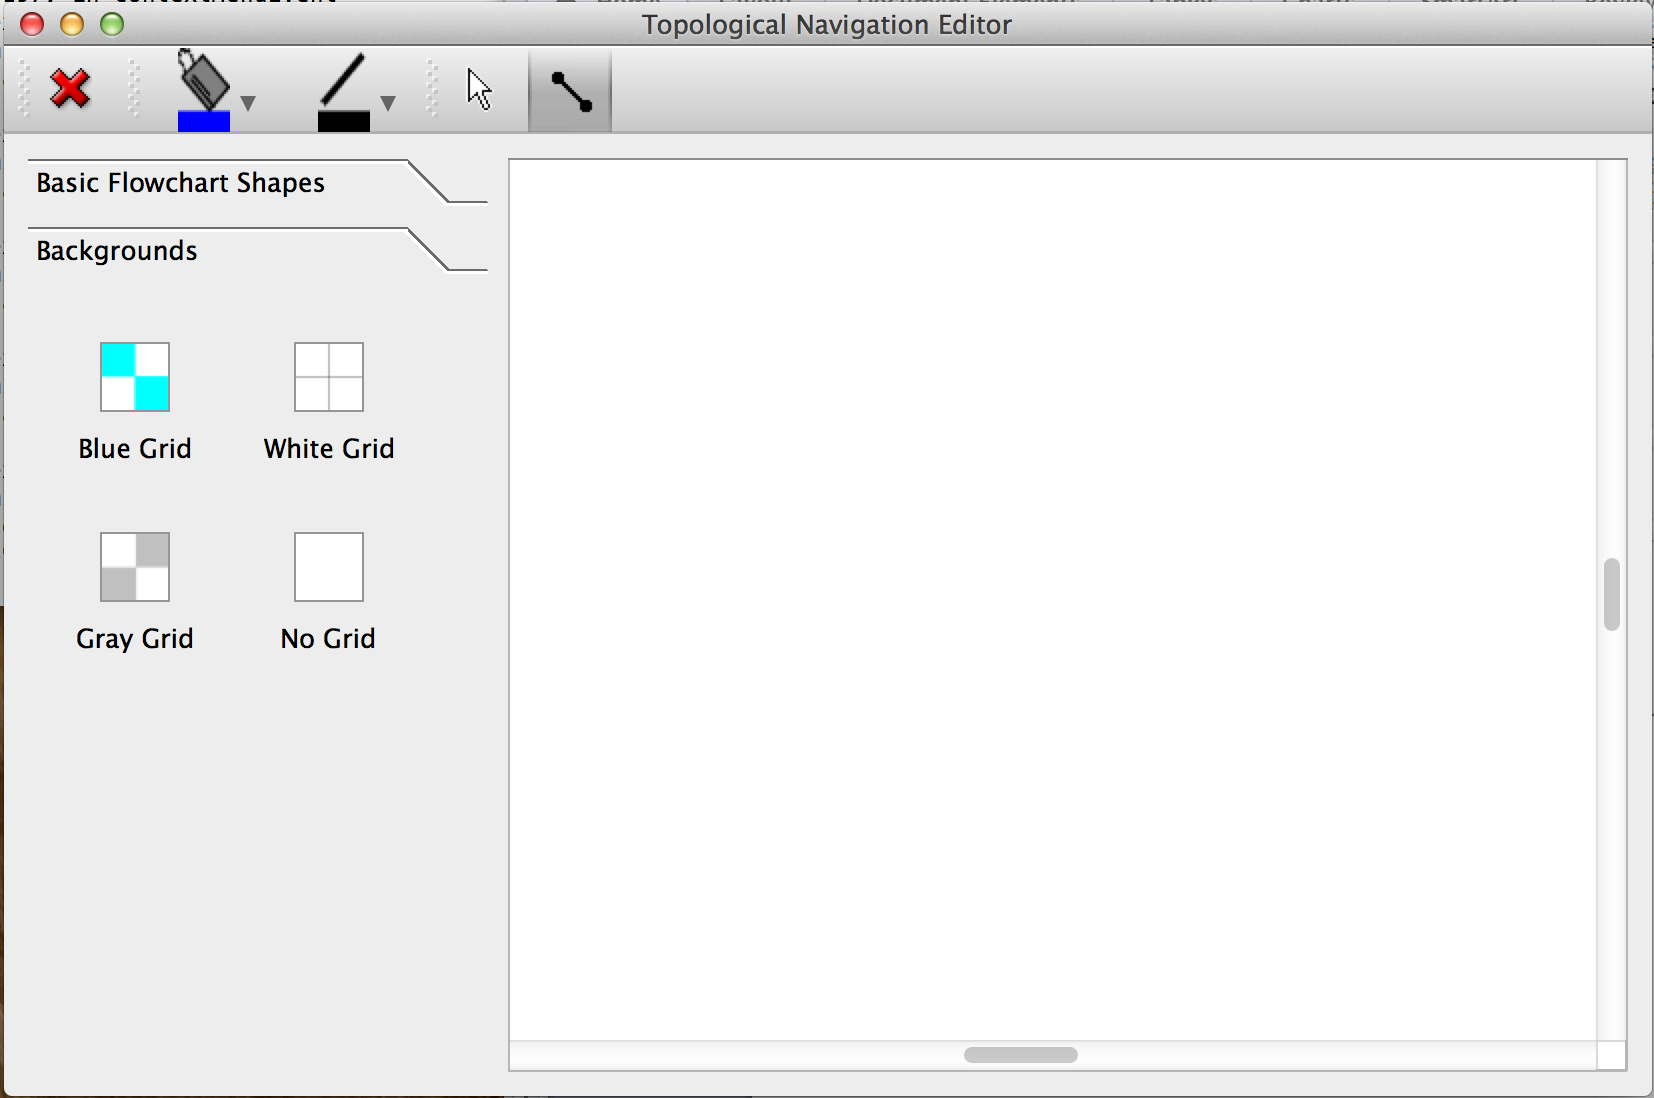 Topological Navigation Editor
Basic Flowchart Shapes
Backgrounds
Blue Grid
White Grid
Gray Grid
No Grid